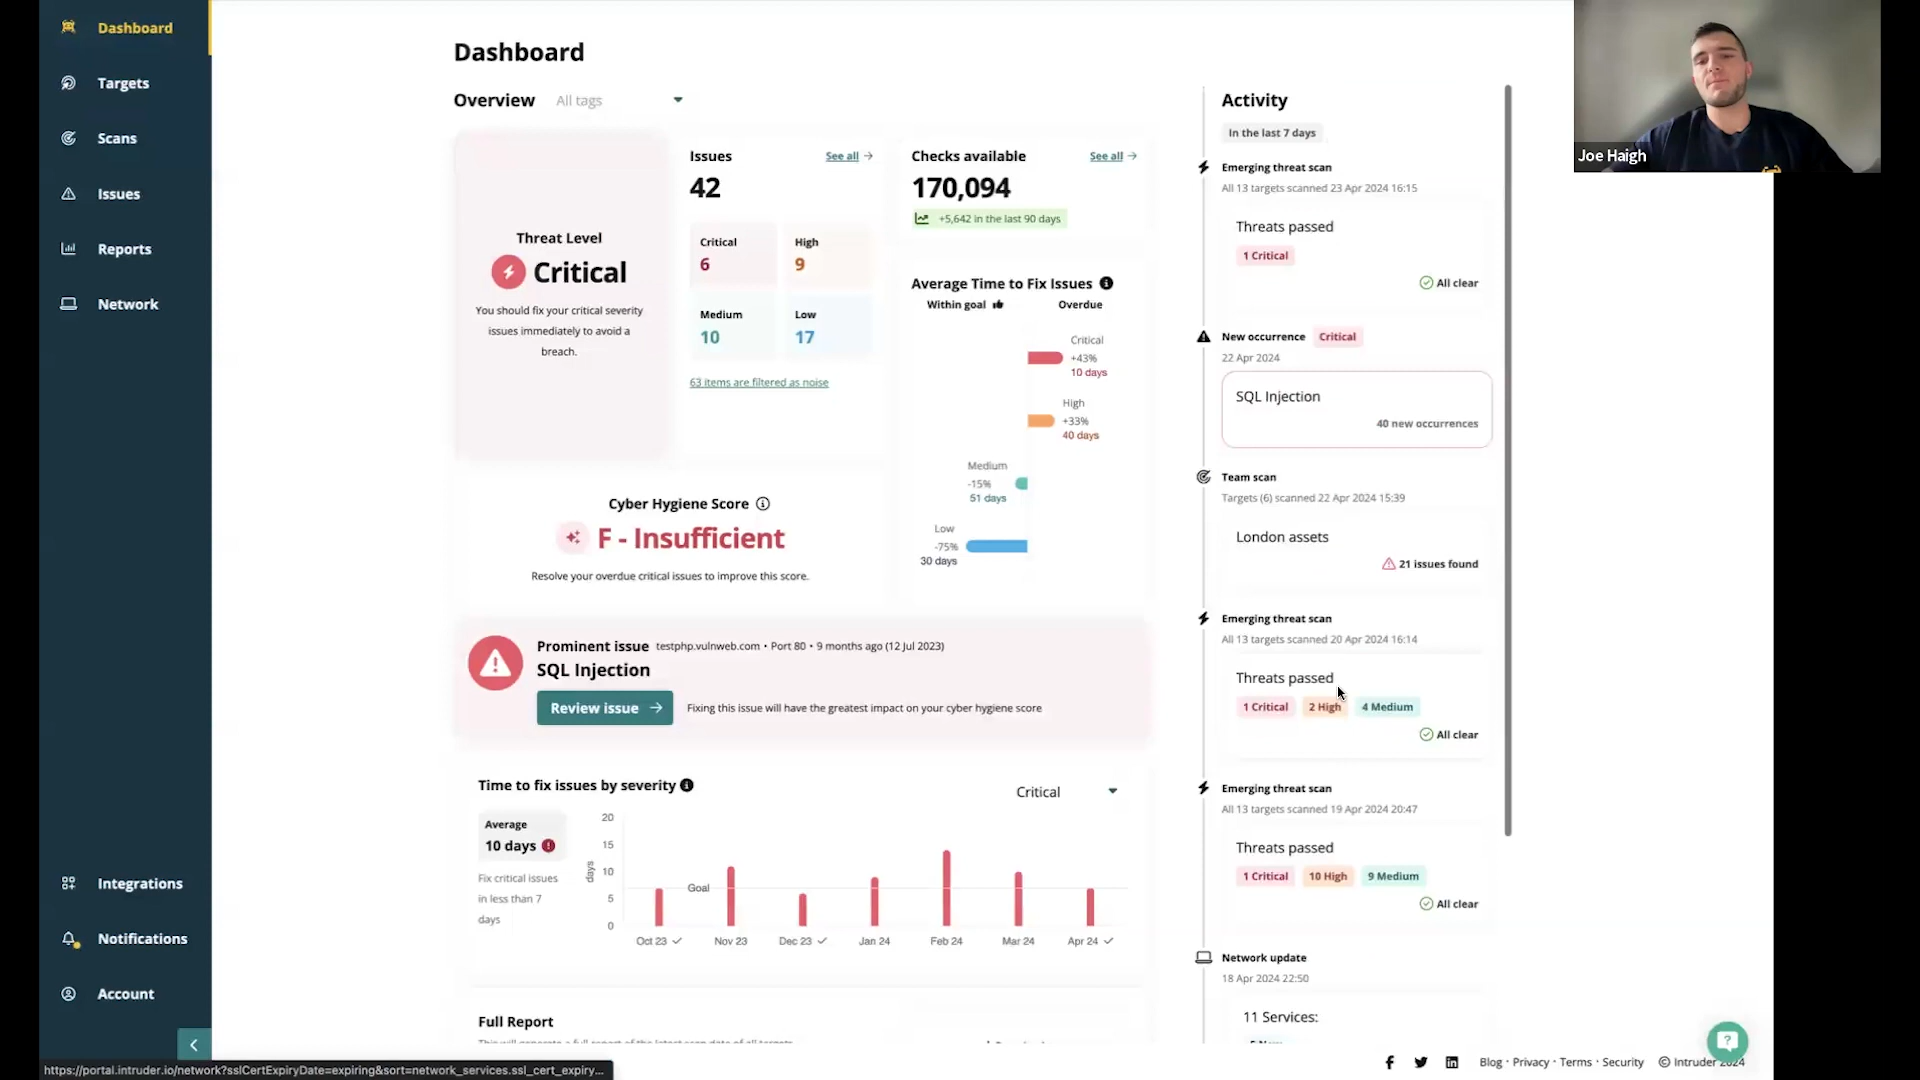 Dashboard
Targets
Scans
Issues
Reports
Network
Integrations
Notifications
Account
Dashboard
Overview All tags
Threat Level
Critical
You should fix your critical severity
issues immediately to avoid a
breach.
Issues See all →
42
Critical
6
High
9
Medium
10
Low
17
63 items are filtered as noise
Checks available See all →
170,094
+5,642 in the last 90 days
Average Time to Fix Issues
Within goal Overdue
Critical
+43%
10 days
High
+33%
40 days
Medium
-15%
51 days
Low
-75%
30 days
Cyber Hygiene Score
F - Insufficient
Resolve your overdue critical issues to improve this score.
Prominent issue testphp.vulnweb.com • Port 80 • 9 months ago (12 Jul 2023)
SQL Injection
Review issue →
Fixing this issue will have the greatest impact on your cyber hygiene score
Time to fix issues by severity
Critical
Average
10 days
Fix critical issues
in less than 7
days
days
20
15
10
5
0
Goal
Oct 23 ✓ Nov 23 Dec 23 ✓ Jan 24 Feb 24 Mar 24 Apr 24 ✓
Full Report
This will generate a full report of the latest scan date of all targets
Activity
In the last 7 days
Emerging threat scan
All 13 targets scanned 23 Apr 2024 16:15
Threats passed
1 Critical
All clear
New occurrence Critical
22 Apr 2024
SQL Injection
40 new occurrences
Team scan
Targets (6) scanned 22 Apr 2024 15:39
London assets
21 issues found
Emerging threat scan
All 13 targets scanned 20 Apr 2024 16:14
Threats passed
1 Critical 2 High 4 Medium
All clear
Emerging threat scan
All 13 targets scanned 19 Apr 2024 20:47
Threats passed
1 Critical 10 High 9 Medium
All clear
Network update
18 Apr 2024 22:50
11 Services:
Joe Haigh
https://portal.intruder.io/network?sslCertExpiryDate=expiring&sort=network_services.ssl_cert_expiry...
Blog · Privacy · Terms · Security © Intruder 2024